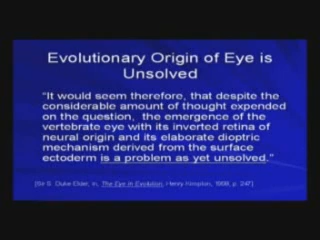 Evolutionary Origin of Eye is
Unsolved
"It would seem therefore, that despite the
considerable amount of thought expended
on the question, the emergence of the
vertebrate eye with its inverted retina of
neural origin and its elaborate dioptric
mechanism derived from the surface
ectoderm is a problem as yet unsolved."
[Sir S. Duke-Elder, in, The Eye in Evolution, Henry Kimpton, 1958, p. 247]